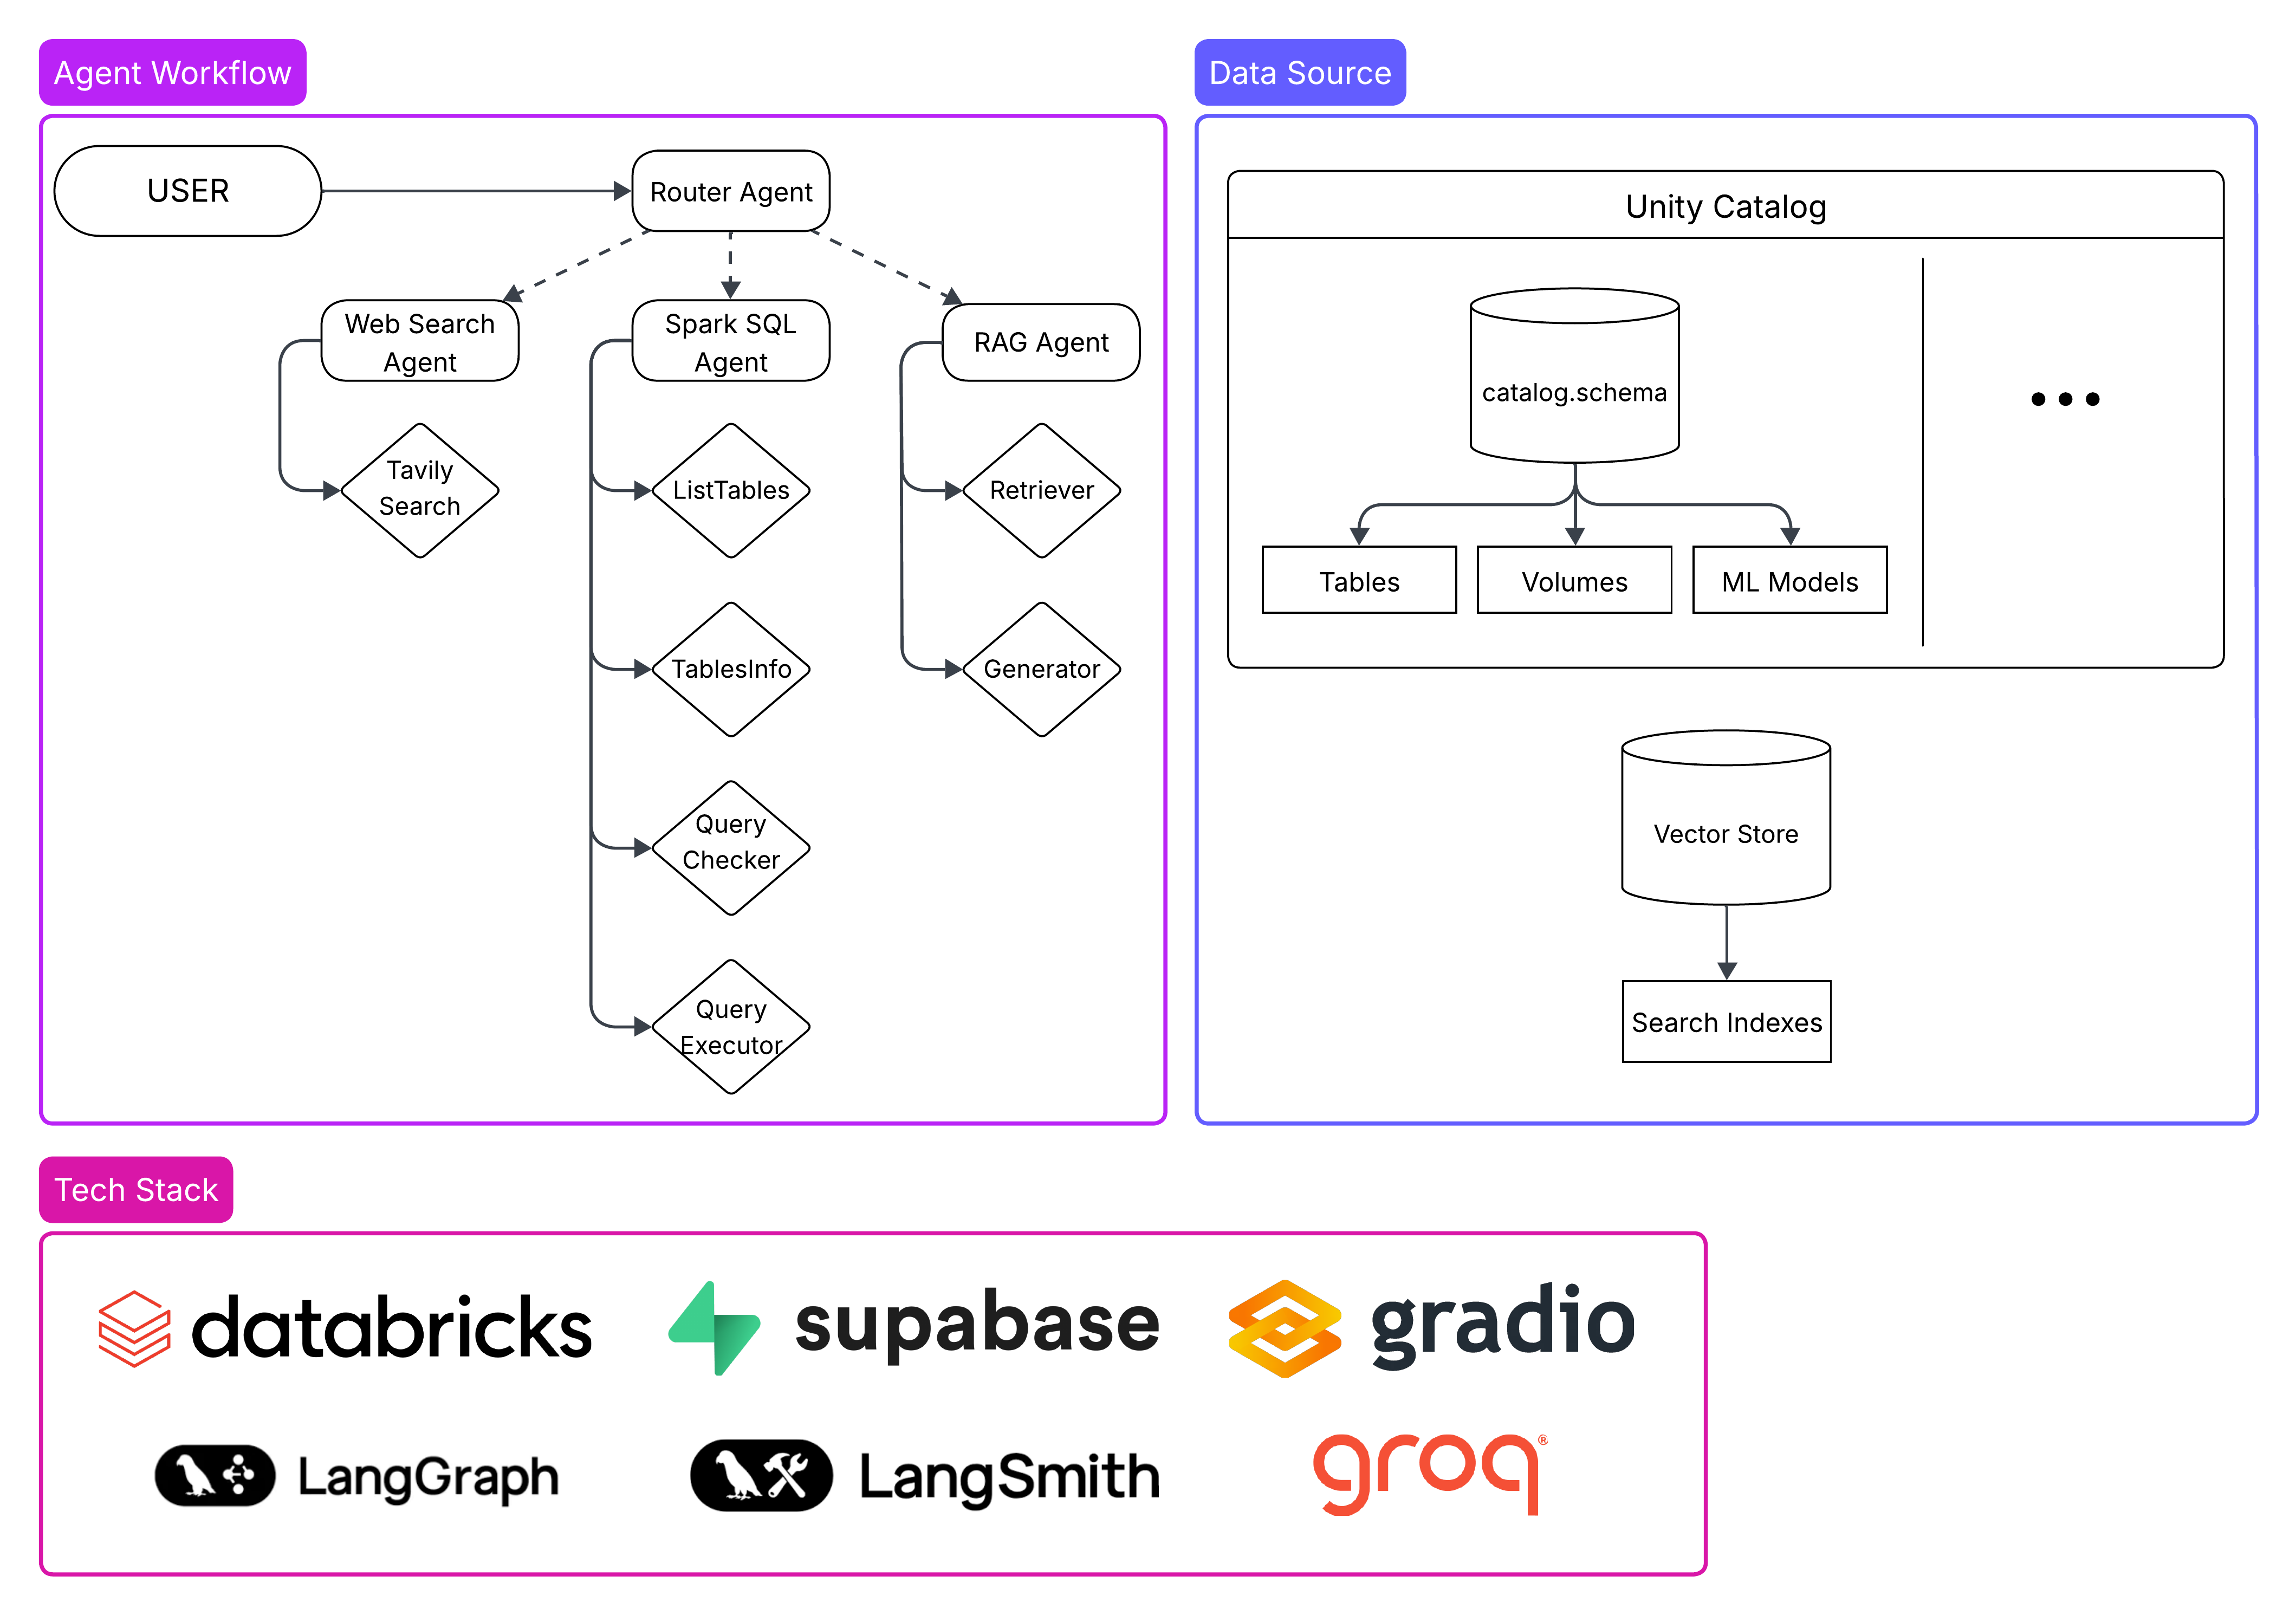 Agent Workflow
USER
Router Agent
Web Search
Agent
Spark SQL
Agent
RAG Agent
Tavily
Search
ListTables
Retriever
TablesInfo
Generator
Query
Checker
Query
Executor
Data Source
Unity Catalog
catalog.schema
•••
Tables
Volumes
ML Models
Vector Store
Search Indexes
Tech Stack
databricks
supabase
gradio
LangGraph
LangSmith
groq®